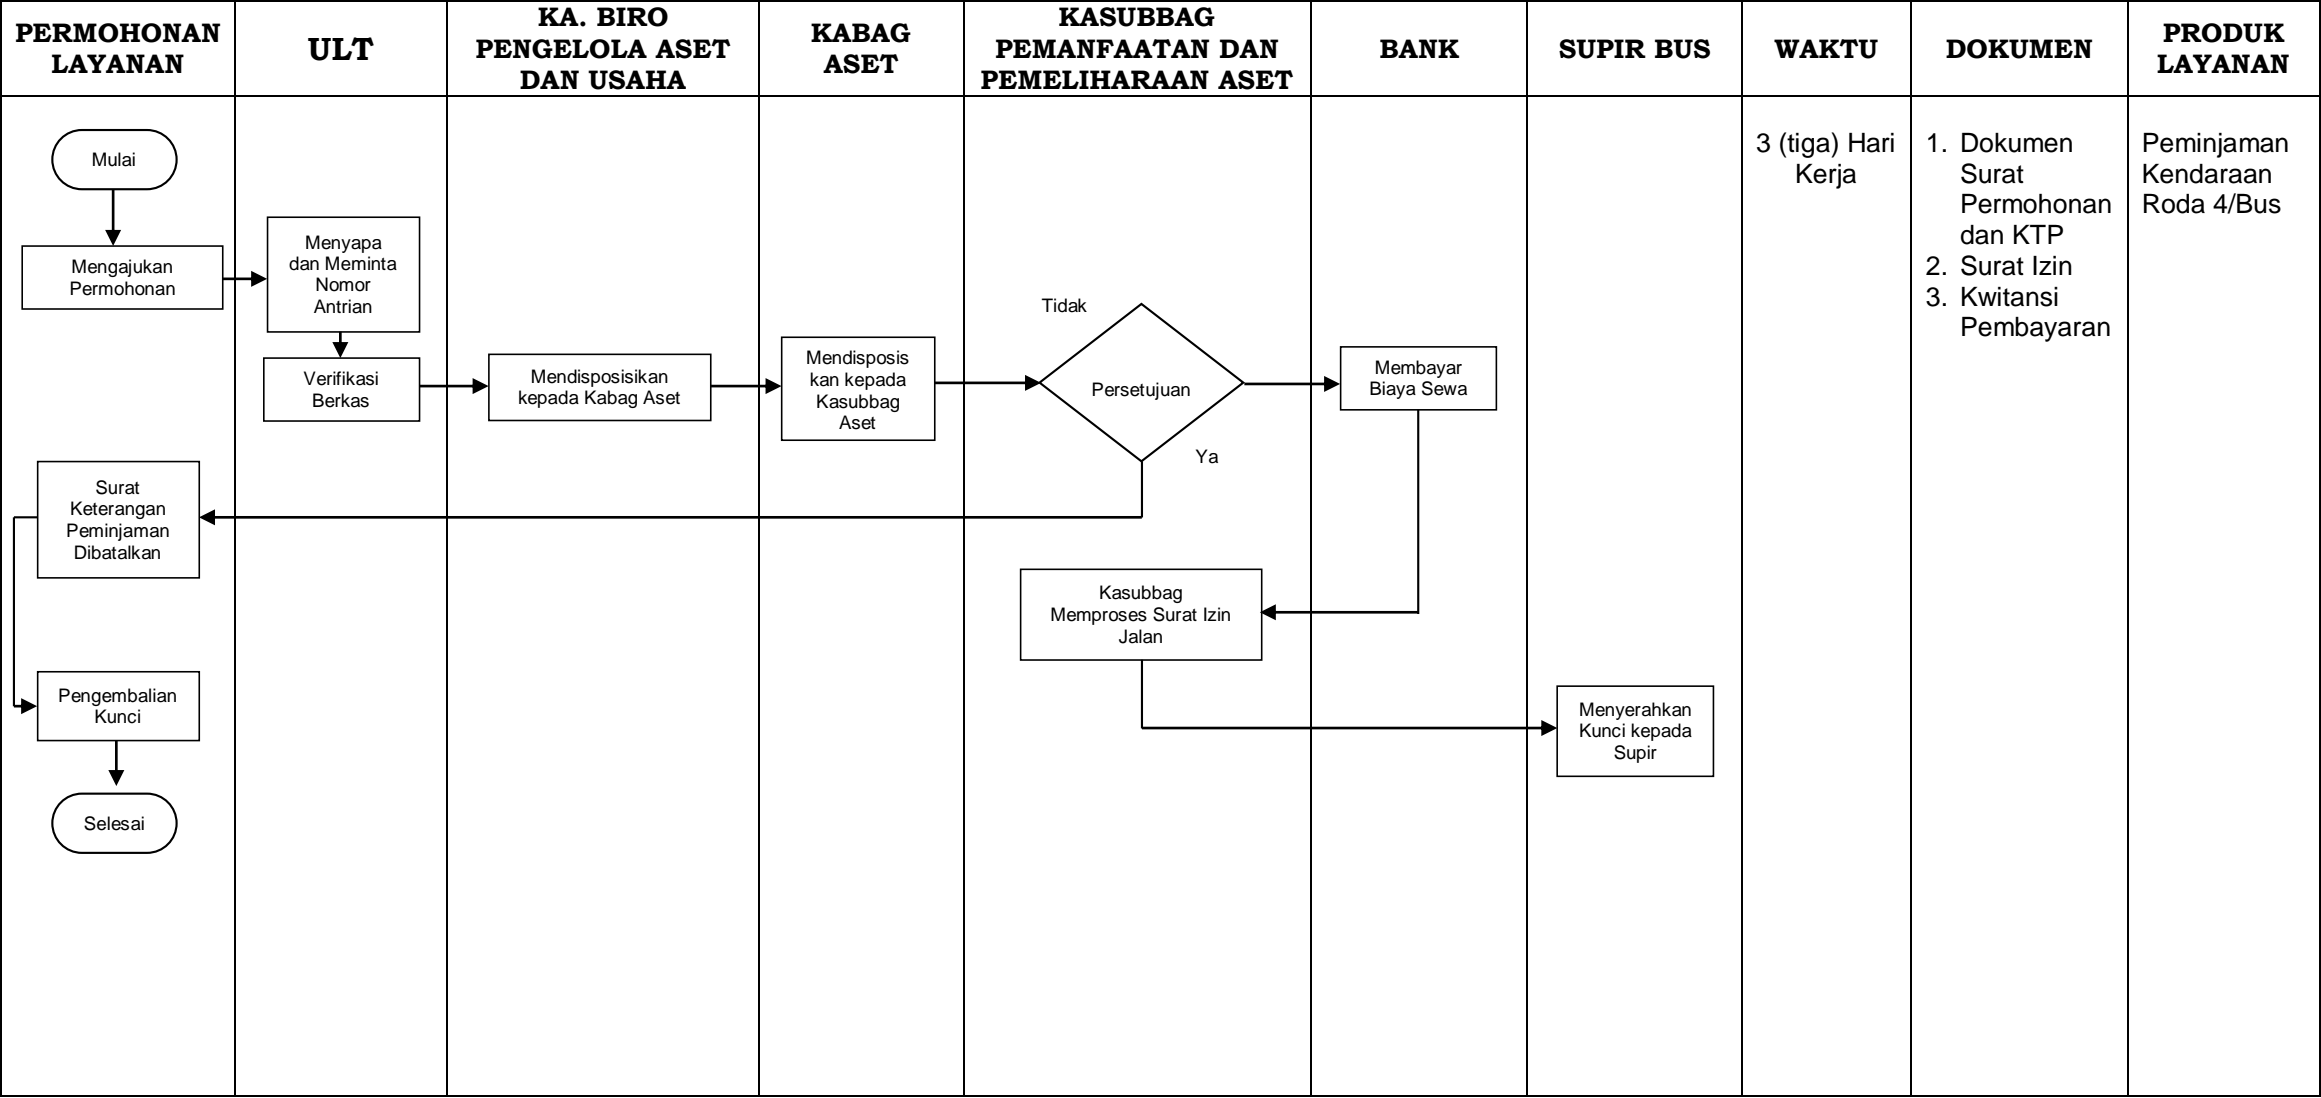 PERMOHONAN
LAYANAN
ULT
KA. BIRO
PENGELOLA ASET
DAN USAHA
KABAG
ASET
KASUBBAG
PEMANFAATAN DAN
PEMELIHARAAN ASET
BANK
SUPIR BUS
WAKTU
DOKUMEN
PRODUK
LAYANAN
Mulai
Mengajukan
Permohonan
Menyapa
dan Meminta
Nomor
Antrian
Verifikasi
Berkas
Mendisposisikan
kepada Kabag Aset
Mendisposis
kan kepada
Kasubbag
Aset
Tidak
Persetujuan
Ya
Membayar
Biaya Sewa
Surat
Keterangan
Peminjaman
Dibatalkan
Kasubbag
Memproses Surat Izin
Jalan
Menyerahkan
Kunci kepada
Supir
Pengembalian
Kunci
Selesai
3 (tiga) Hari
Kerja
1. Dokumen
Surat
Permohonan
dan KTP
2. Surat Izin
3. Kwitansi
Pembayaran
Peminjaman
Kendaraan
Roda 4/Bus